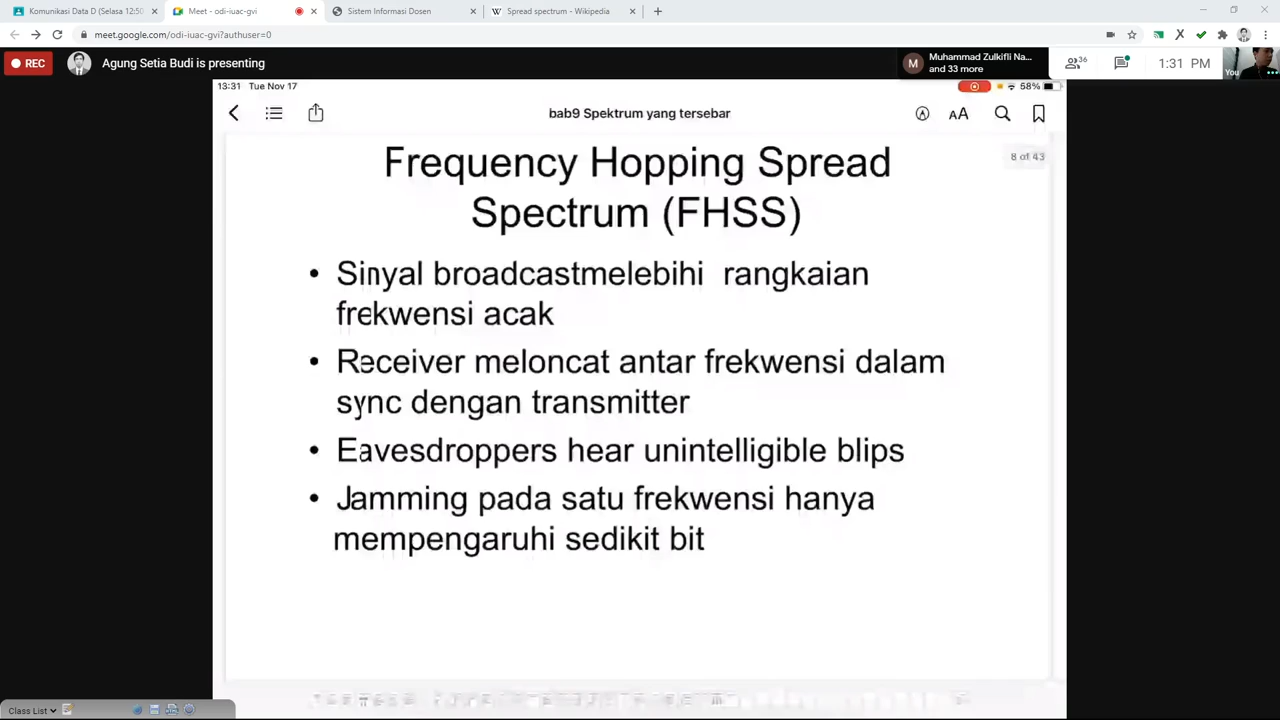 Komunikasi Data D (Selasa 12:50
Meet - odi-iuac-gvi
Sistem Informasi Dosen
Spread spectrum - Wikipedia
meet.google.com/odi-iuac-gvi?authuser=0
REC
Agung Setia Budi is presenting
M
Muhammad Zulkifli Na...
and 33 more
36
1:31 PM
You
13:31 Tue Nov 17
58%
bab9 Spektrum yang tersebar
AA
8 of 43
Frequency Hopping Spread
Spectrum (FHSS)
• Sinyal broadcastmelebihi rangkaian
frekwensi acak
• Receiver meloncat antar frekwensi dalam
sync dengan transmitter
• Eavesdroppers hear unintelligible blips
• Jamming pada satu frekwensi hanya
mempengaruhi sedikit bit
Class List